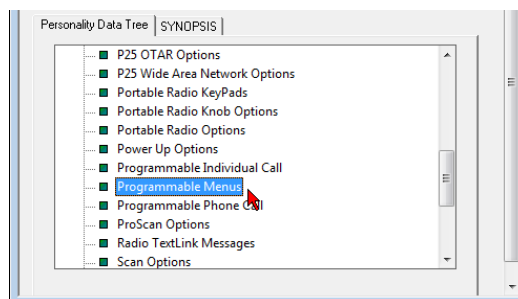 Personality Data Tree SYNOPSIS
P25 OTAR Options
P25 Wide Area Network Options
Portable Radio KeyPads
Portable Radio Knob Options
Portable Radio Options
Power Up Options
Programmable Individual Call
Programmable Menus
Programmable Phone Call
ProScan Options
Radio TextLink Messages
Scan Options